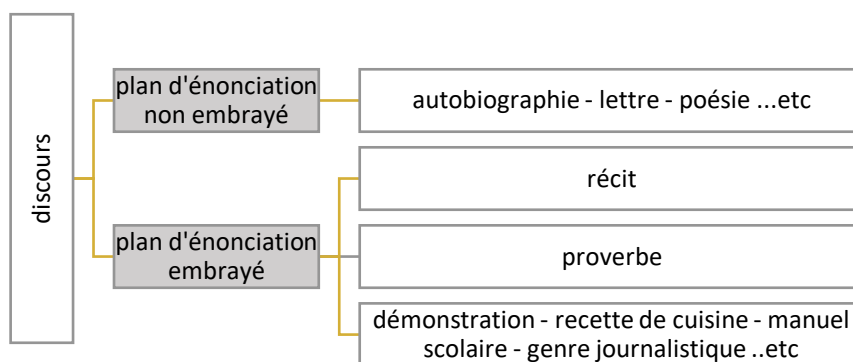 discours
plan d'énonciation
non embrayé
autobiographie - lettre - poésie ...etc
récit
plan d'énonciation
embrayé
proverbe
démonstration - recette de cuisine - manuel
scolaire - genre journalistique ..etc